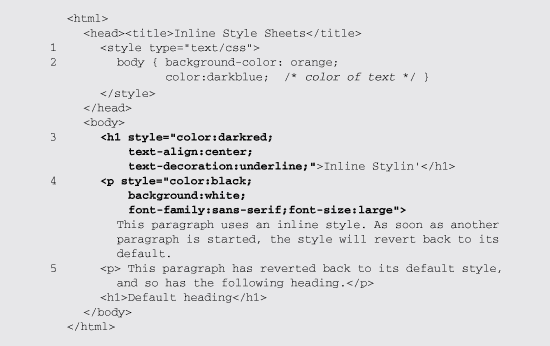 <html>
<head><title>Inline Style Sheets</title>
1 <style type="text/css">
2 body { background-color: orange;
color:darkblue; /* color of text */ }
</style>
</head>
<body>
3 <h1 style="color:darkred;
text-align:center;
text-decoration:underline;">Inline Stylin'</h1>
4 <p style="color:black;
background:white;
font-family:sans-serif;font-size:large">
This paragraph uses an inline style. As soon as another
paragraph is started, the style will revert back to its
default.
5 <p> This paragraph has reverted back to its default style,
and so has the following heading.</p>
<h1>Default heading</h1>
</body>
</html>